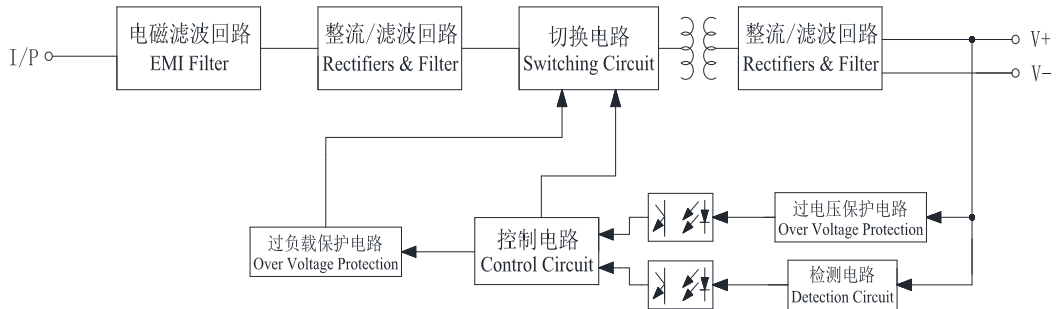 I/P
电磁滤波回路
EMI Filter
整流/滤波回路
Rectifiers & Filter
切换电路
Switching Circuit
整流/滤波回路
Rectifiers & Filter
V+
V-
过负载保护电路
Over Voltage Protection
控制电路
Control Circuit
过电压保护电路
Over Voltage Protection
检测电路
Detection Circuit